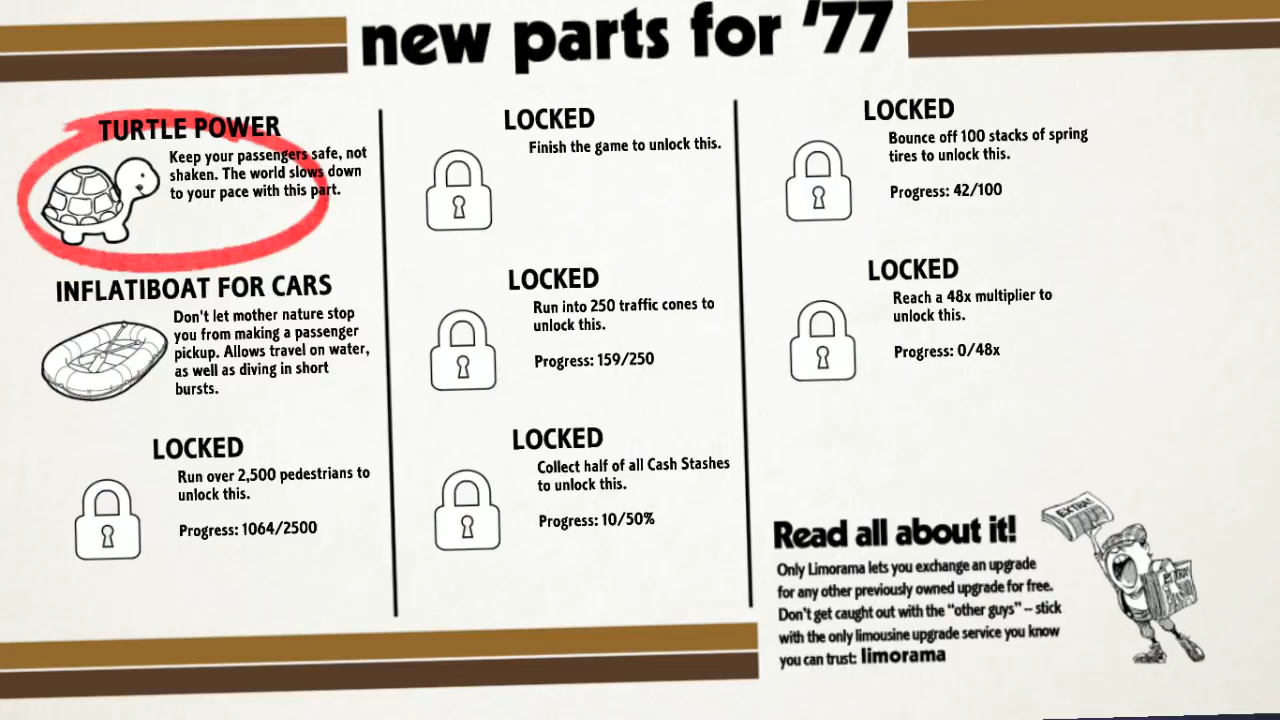 new parts for '77
TURTLE POWER
Keep your passengers safe, not
shaken. The world slows down
to your pace with this part.
INFLATIBOAT FOR CARS
Don't let mother nature stop
you from making a passenger
pickup. Allows travel on water,
as well as diving in short
bursts.
LOCKED
Run over 2,500 pedestrians to
unlock this.
Progress: 1064/2500
LOCKED
Finish the game to unlock this.
LOCKED
Run into 250 traffic cones to
unlock this.
Progress: 159/250
LOCKED
Collect half of all Cash Stashes
to unlock this.
Progress: 10/50%
LOCKED
Bounce off 100 stacks of spring
tires to unlock this.
Progress: 42/100
LOCKED
Reach a 48x multiplier to
unlock this.
Progress: 0/48x
Read all about it!
Only Limorama lets you exchange an upgrade
for any other previously owned upgrade for free.
Don't get caught out with the "other guys" – stick
with the only limousine upgrade service you know
you can trust: limorama
EXTRA!
EXTRA!